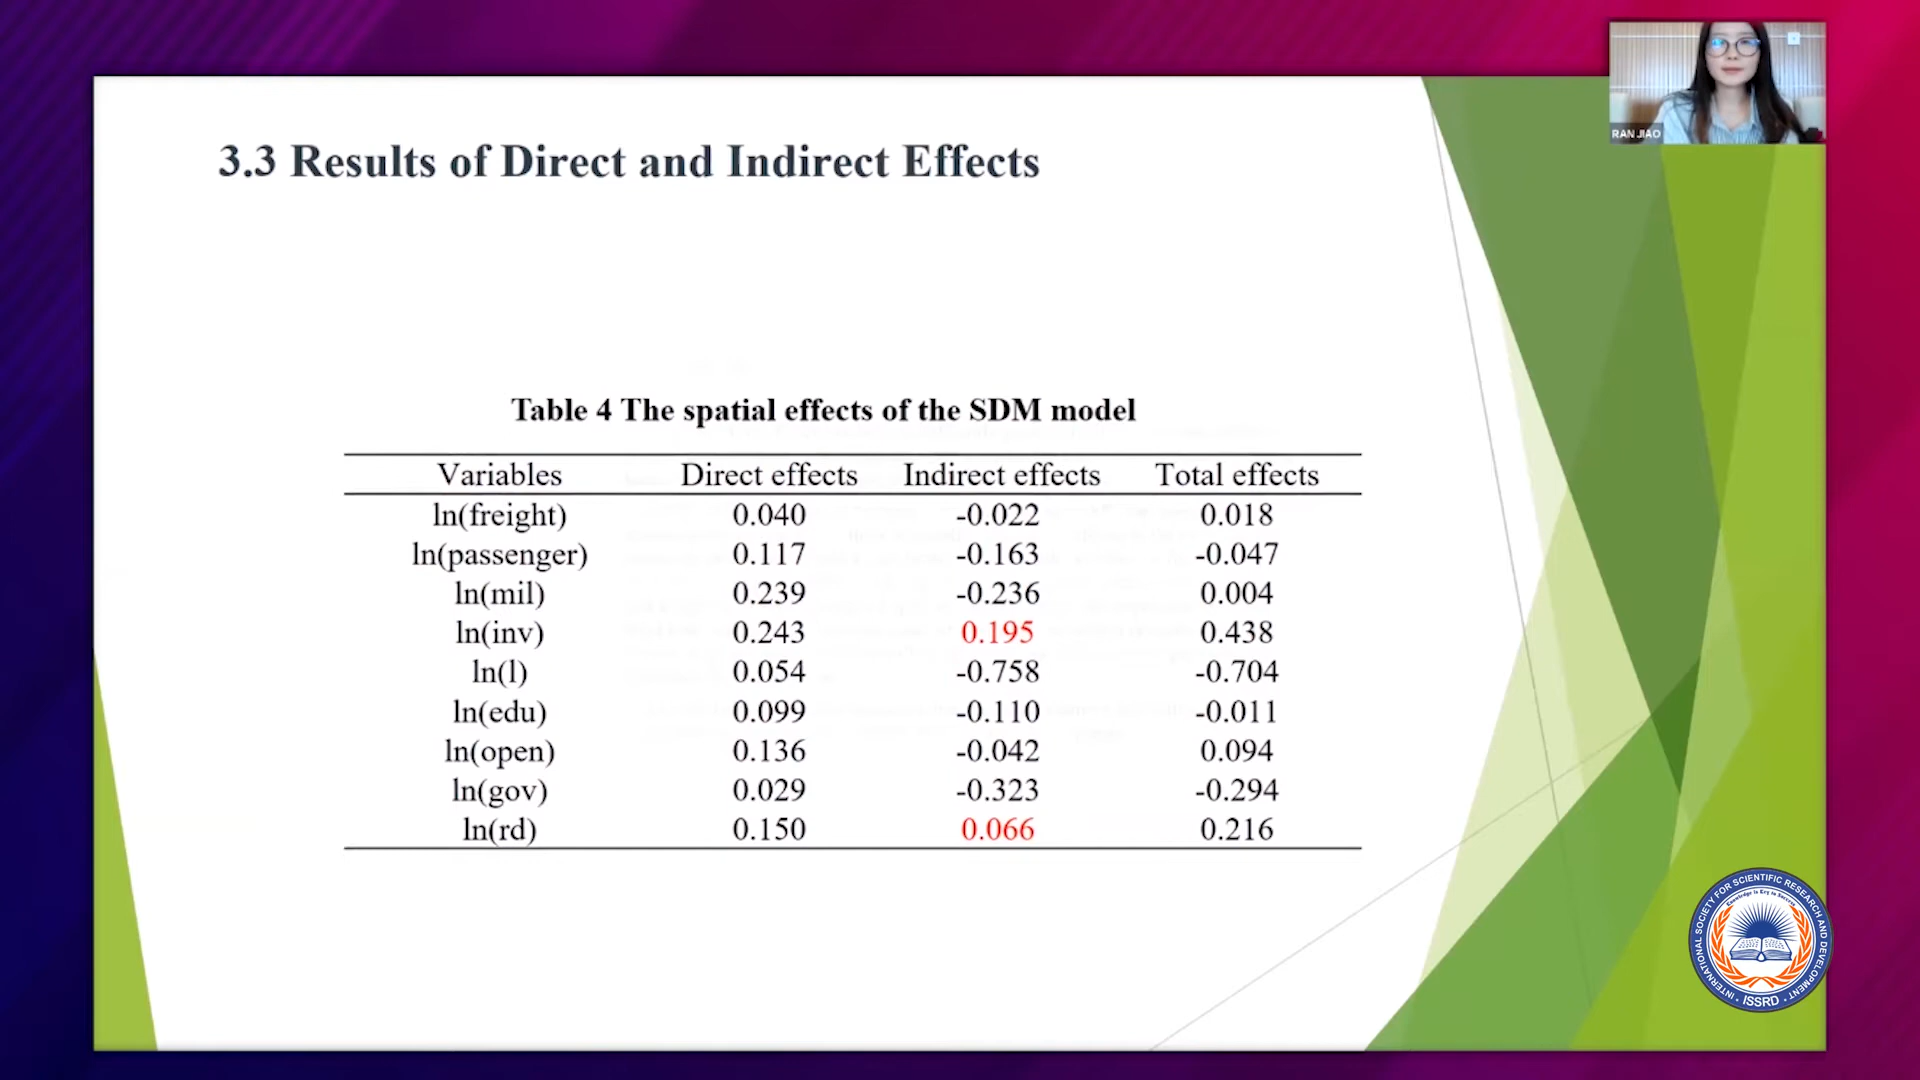 RAN JIAO
3.3 Results of Direct and Indirect Effects
Table 4 The spatial effects of the SDM model
Variables Direct effects Indirect effects Total effects
ln(freight) 0.040 -0.022 0.018
ln(passenger) 0.117 -0.163 -0.047
ln(mil) 0.239 -0.236 0.004
ln(inv) 0.243 0.195 0.438
ln(l) 0.054 -0.758 -0.704
ln(edu) 0.099 -0.110 -0.011
ln(open) 0.136 -0.042 0.094
ln(gov) 0.029 -0.323 -0.294
ln(rd) 0.150 0.066 0.216
INTERNATIONAL SOCIETY FOR SCIENTIFIC RESEARCH AND DEVELOPMENT
Knowledge is Key to Success
· ISSRD ·